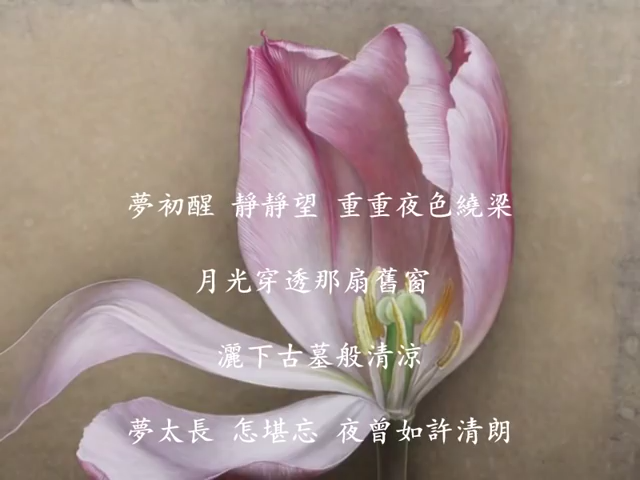 夢初醒 靜靜望 重重夜色繞梁
月光穿透那扇舊窗
灑下古墓般清涼
夢太長 怎堪忘 夜曾如許清朗